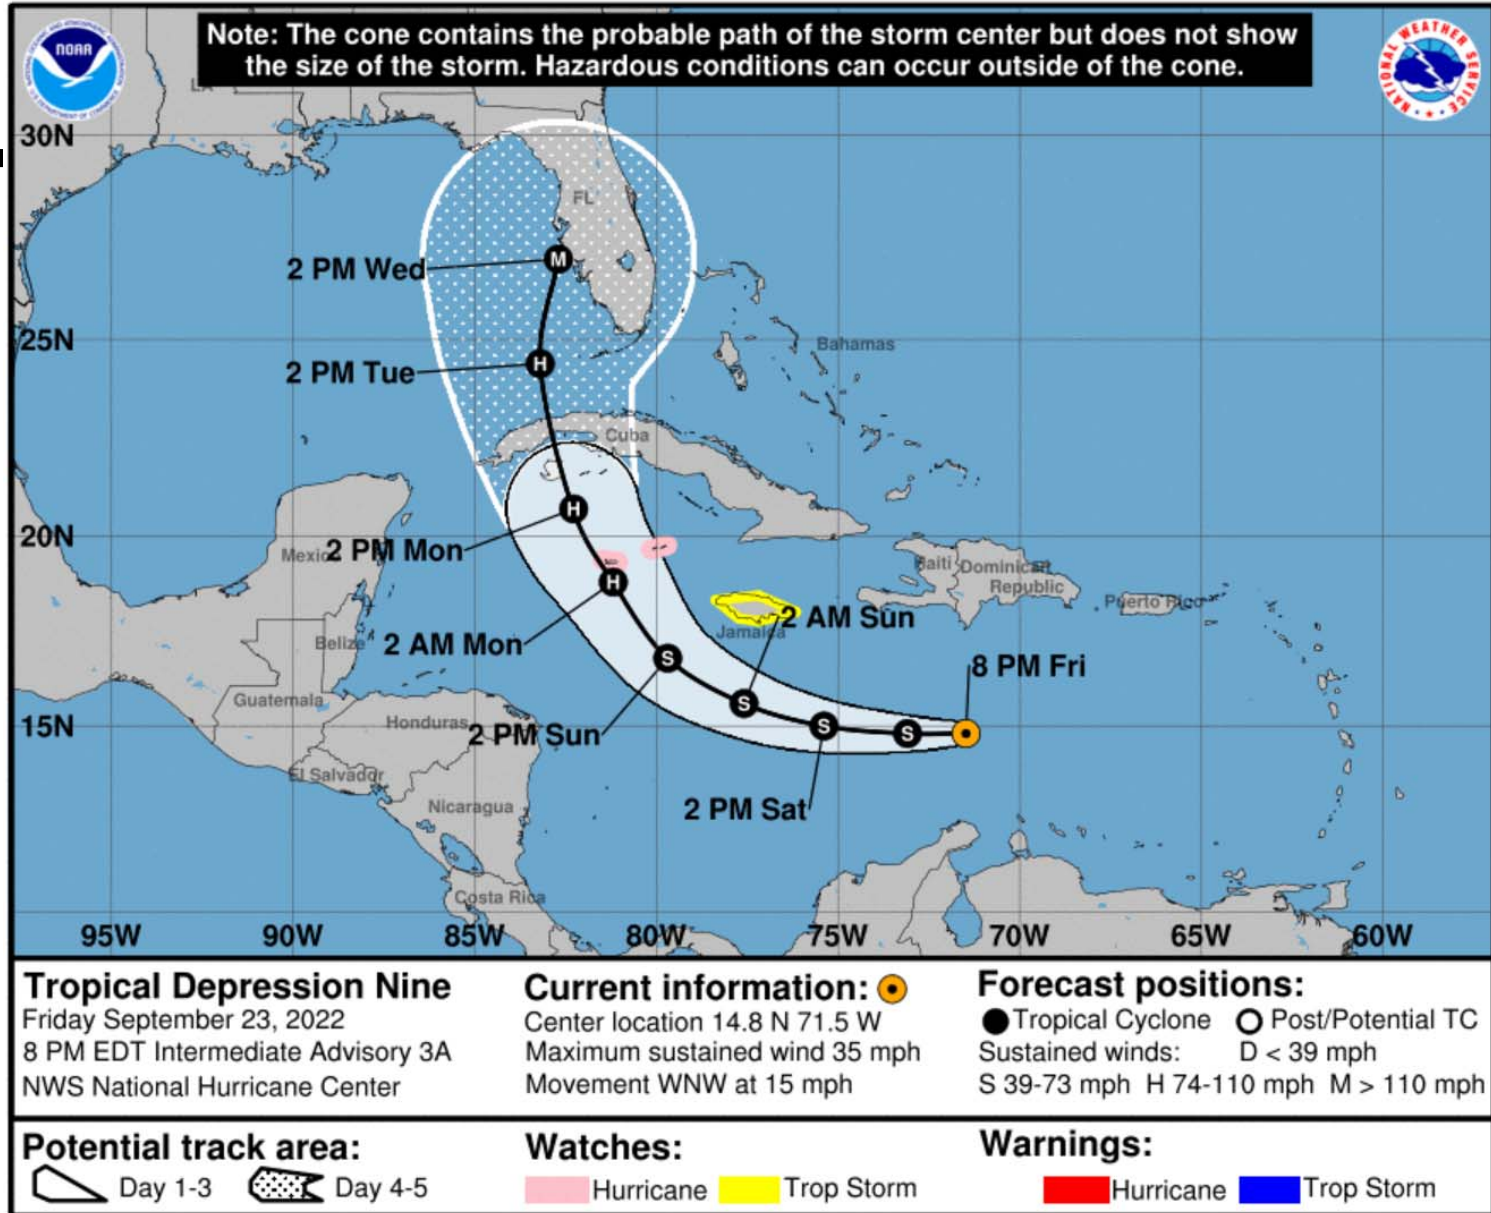 Note: The cone contains the probable path of the storm center but does not show
the size of the storm. Hazardous conditions can occur outside of the cone.
NOAA
NATIONAL WEATHER SERVICE
LA
30N
FL
2 PM Wed
25N
Bahamas
2 PM Tue
Cuba
20N
Mexico
2 PM Mon
Haiti
Dominican
Republic
Puerto Rico
2 AM Sun
Jamaica
Belize
2 AM Mon
8 PM Fri
Guatemala
Honduras
15N
2 PM Sun
El Salvador
Nicaragua
2 PM Sat
Costa Rica
95W 90W 85W 80W 75W 70W 65W 60W
M
H
H
H
S
S
S
S
Tropical Depression Nine
Friday September 23, 2022
8 PM EDT Intermediate Advisory 3A
NWS National Hurricane Center
Current information:
Center location 14.8 N 71.5 W
Maximum sustained wind 35 mph
Movement WNW at 15 mph
Forecast positions:
Tropical Cyclone Post/Potential TC
Sustained winds: D < 39 mph
S 39-73 mph H 74-110 mph M > 110 mph
Potential track area:
Day 1-3 Day 4-5
Watches:
Hurricane Trop Storm
Warnings:
Hurricane Trop Storm